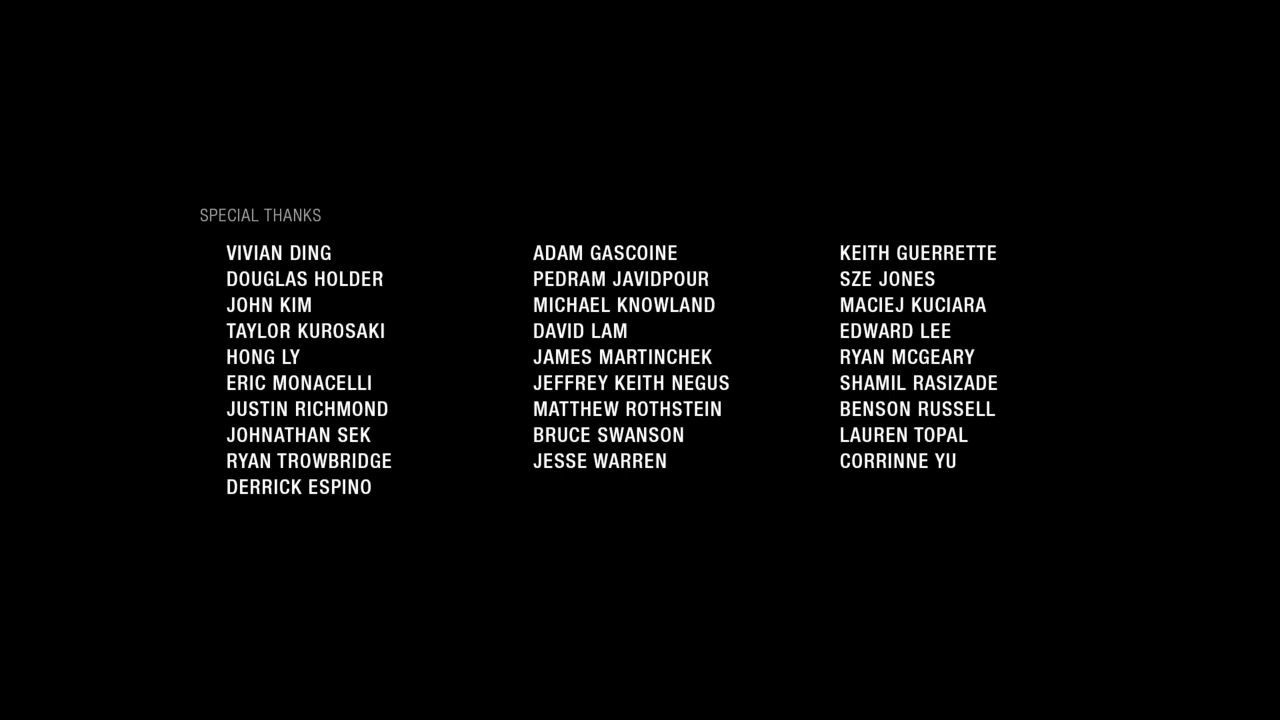 SPECIAL THANKS
VIVIAN DING
DOUGLAS HOLDER
JOHN KIM
TAYLOR KUROSAKI
HONG LY
ERIC MONACELLI
JUSTIN RICHMOND
JOHNATHAN SEK
RYAN TROWBRIDGE
DERRICK ESPINO
ADAM GASCOINE
PEDRAM JAVIDPOUR
MICHAEL KNOWLAND
DAVID LAM
JAMES MARTINCHEK
JEFFREY KEITH NEGUS
MATTHEW ROTHSTEIN
BRUCE SWANSON
JESSE WARREN
KEITH GUERRETTE
SZE JONES
MACIEJ KUCIARA
EDWARD LEE
RYAN MCGEARY
SHAMIL RASIZADE
BENSON RUSSELL
LAUREN TOPAL
CORRINNE YU